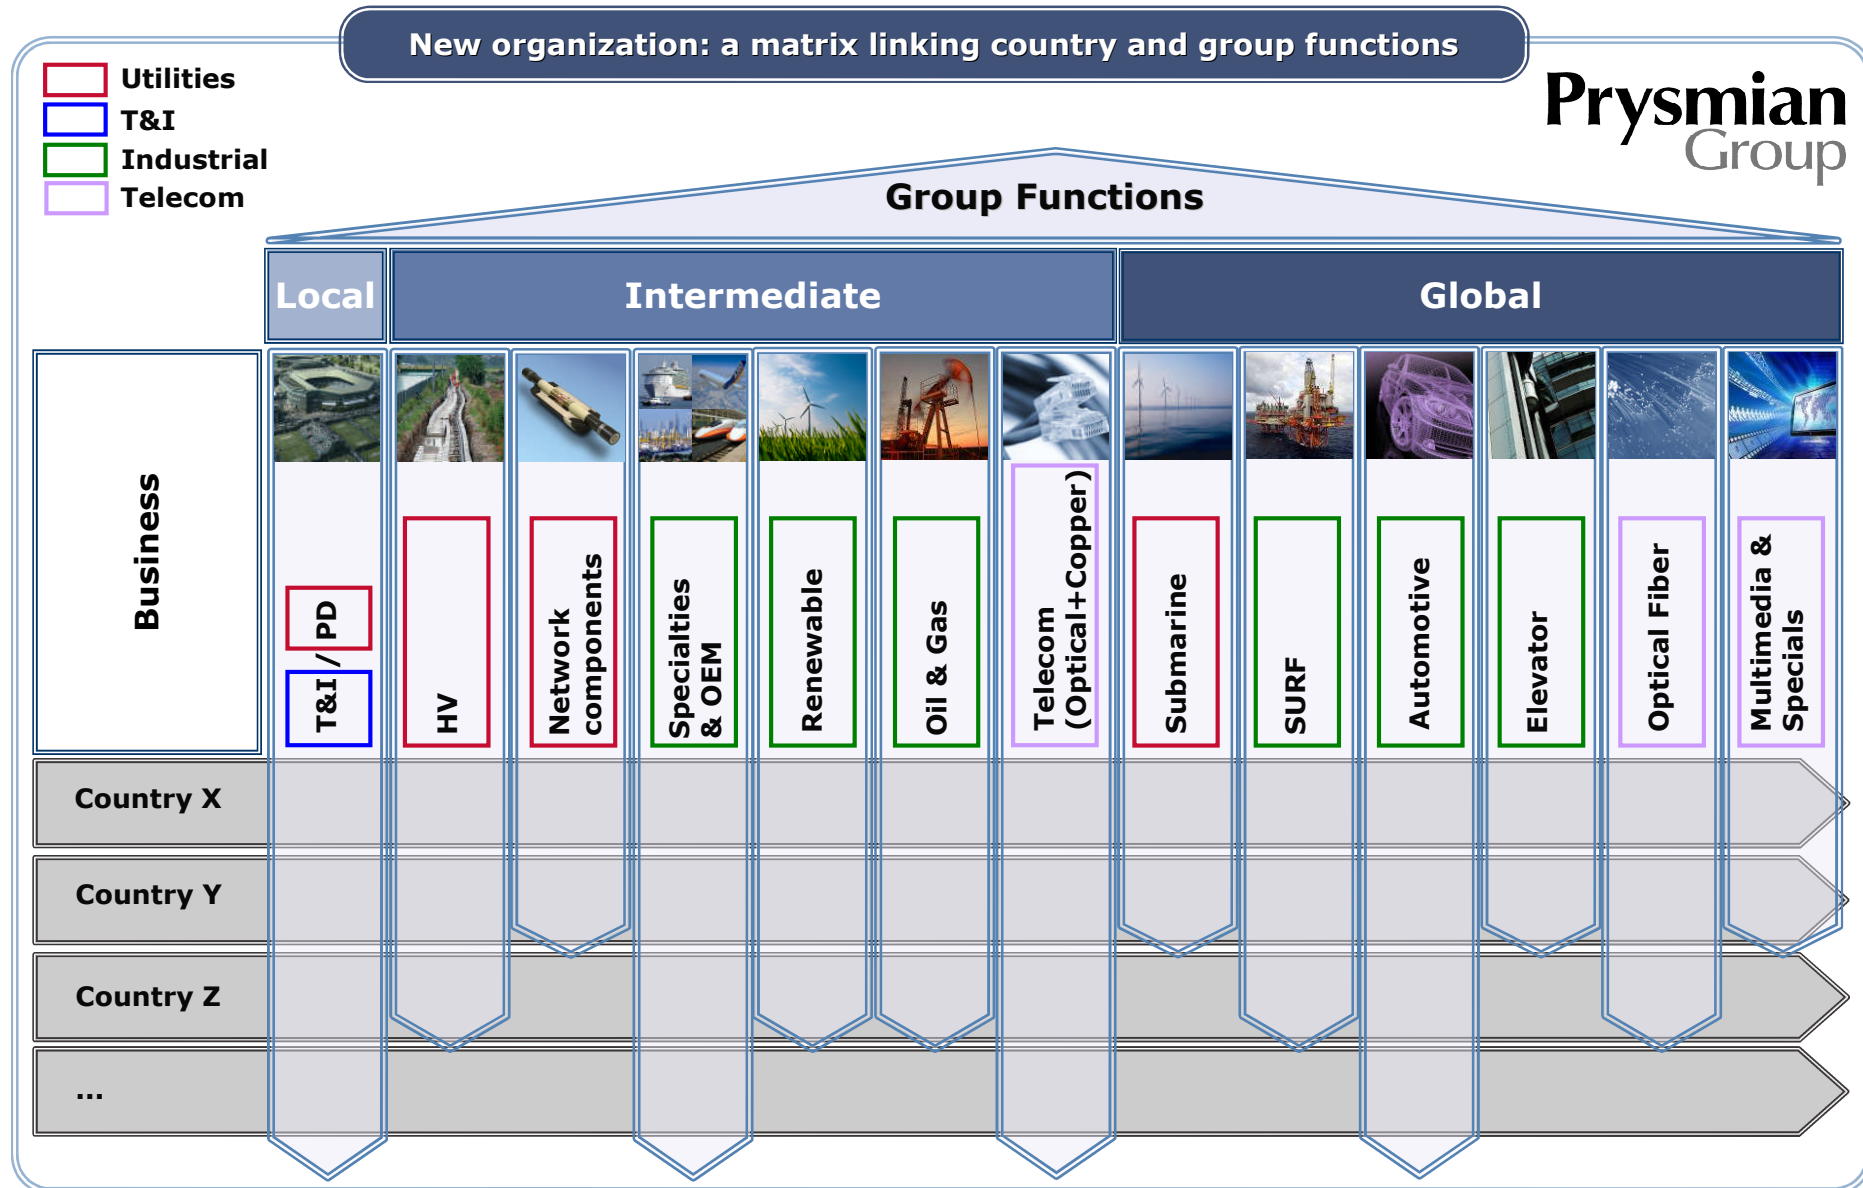 New organization: a matrix linking country and group functions
Utilities
T&I
Industrial
Telecom
Prysmian
Group
Group Functions
Local
Intermediate
Global
Business
T&I / PD
HV
Network
components
Specialties
& OEM
Renewable
Oil & Gas
Telecom
(Optical+Copper)
Submarine
SURF
Automotive
Elevator
Optical Fiber
Multimedia &
Specials
Country X
Country Y
Country Z
...